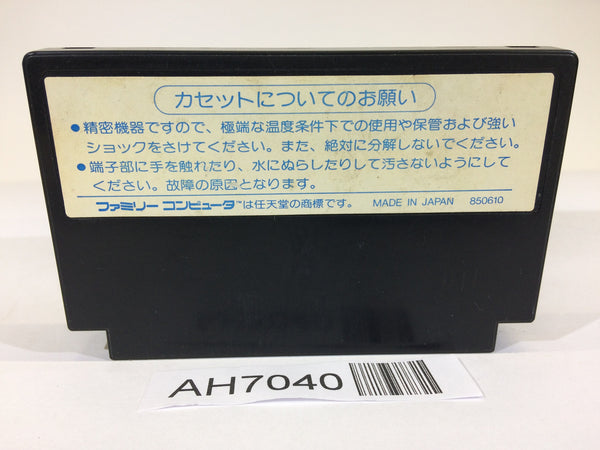 カセットについてのお願い
●精密機器ですので、極端な温度条件下での使用や保管および強い
ショックをさけてください。また、絶対に分解しないでください。
●端子部に手を触れたり、水にぬらしたりして汚さないようにして
ください。故障の原因となります。
ファミリー コンピュータ™は任天堂の商標です。 MADE IN JAPAN 850610
AH7040